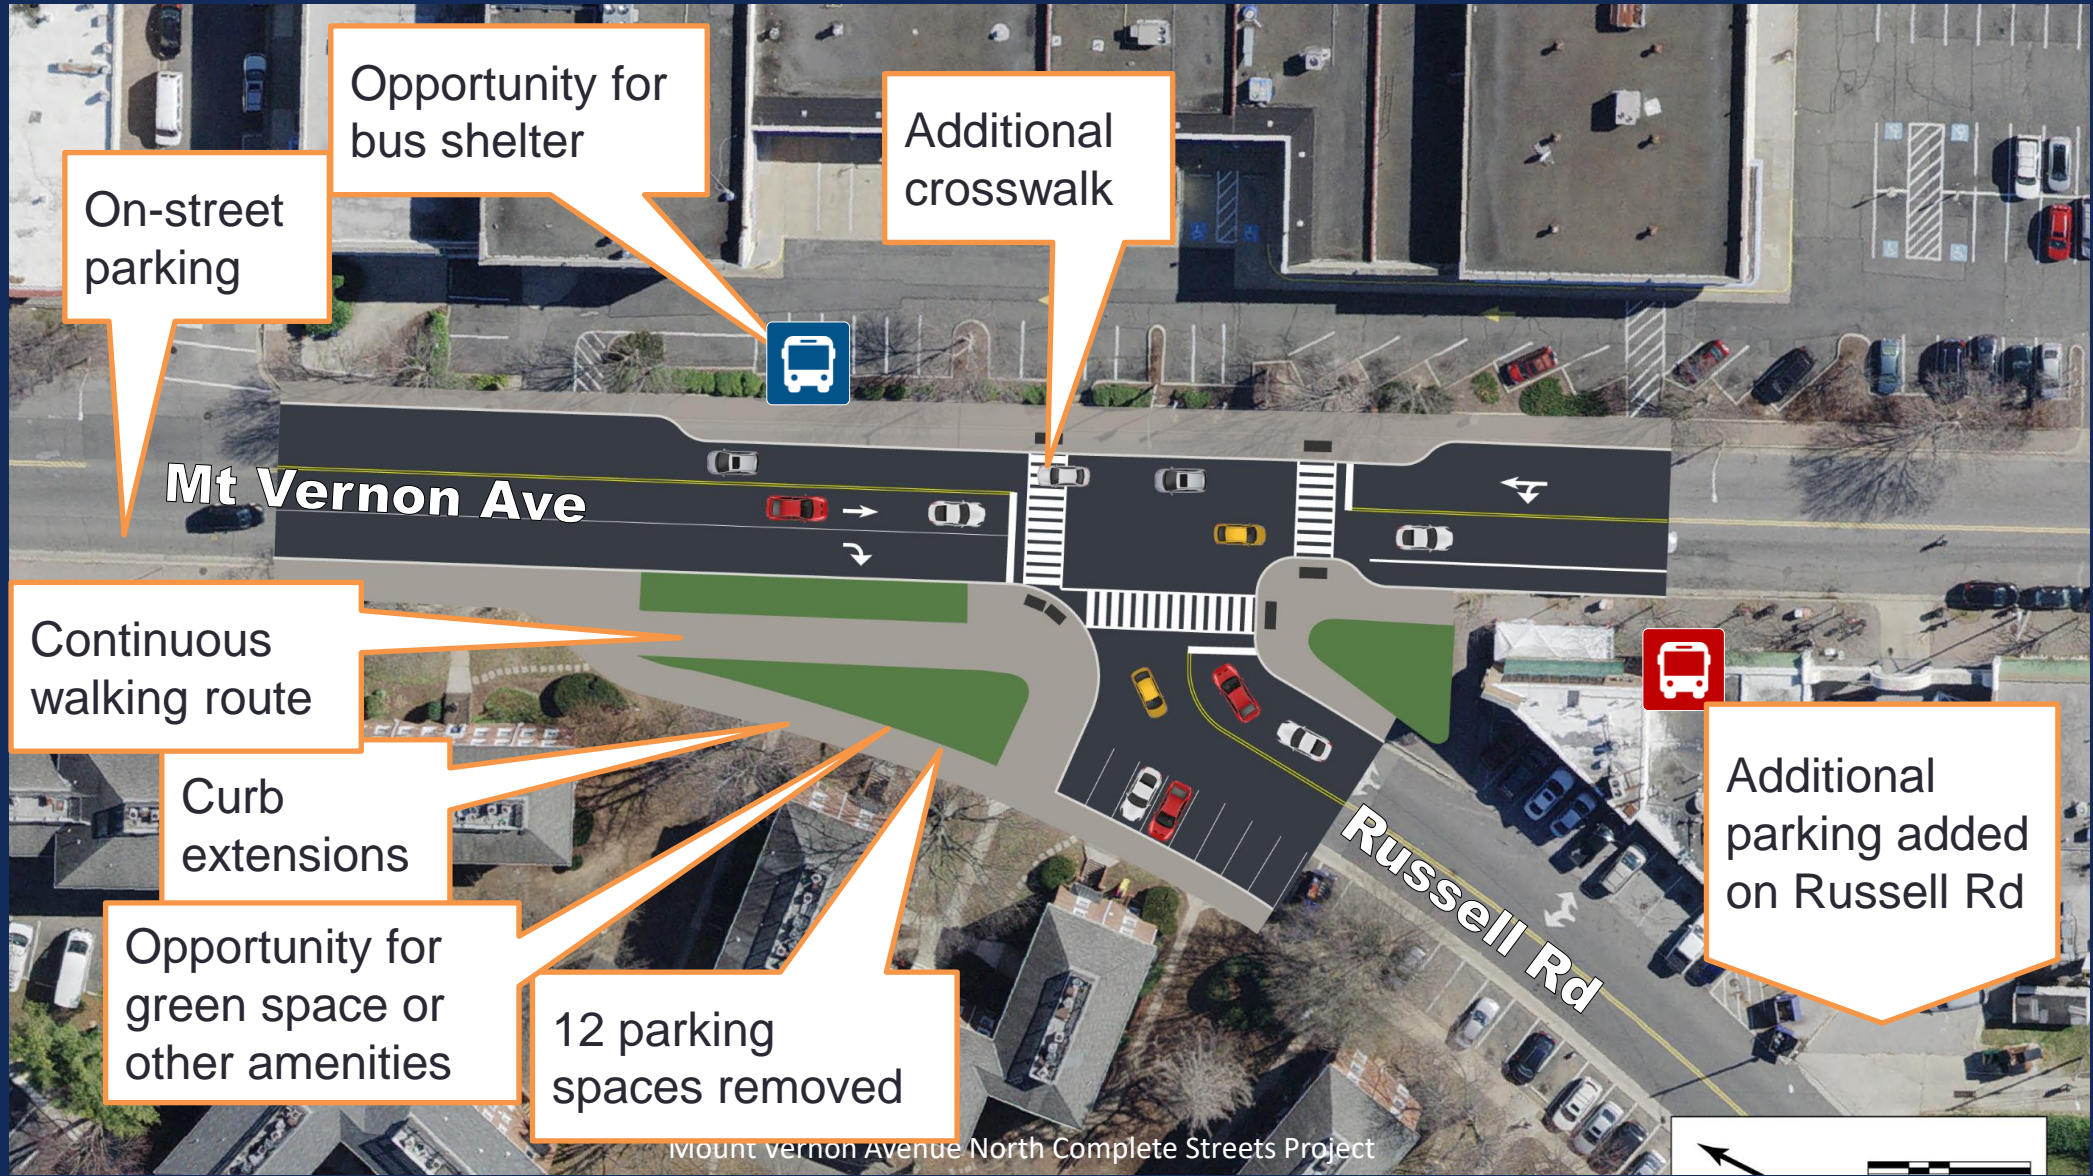 Opportunity for
bus shelter
Additional
crosswalk
On-street
parking
Mt Vernon Ave
Continuous
walking route
Curb
extensions
Opportunity for
green space or
other amenities
12 parking
spaces removed
Additional
parking added
on Russell Rd
Russell Rd
Mount Vernon Avenue North Complete Streets Project